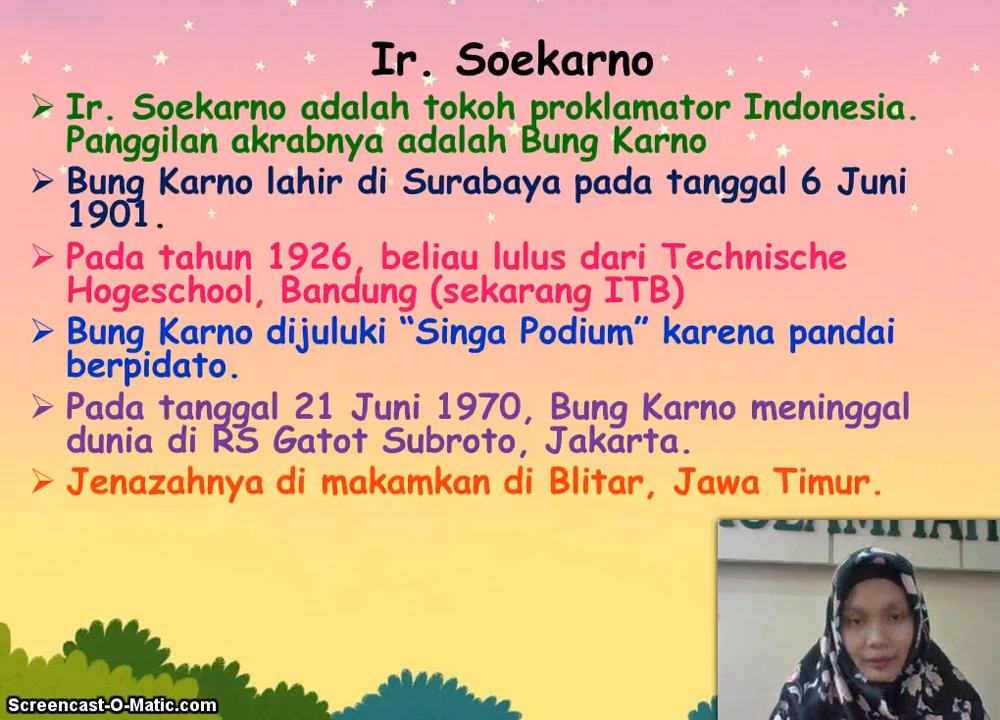 Ir. Soekarno
Ir. Soekarno adalah tokoh proklamator Indonesia.
Panggilan akrabnya adalah Bung Karno
Bung Karno lahir di Surabaya pada tanggal 6 Juni
1901.
Pada tahun 1926, beliau lulus dari Technische
Hogeschool, Bandung (sekarang ITB)
Bung Karno dijuluki “Singa Podium” karena pandai
berpidato.
Pada tanggal 21 Juni 1970, Bung Karno meninggal
dunia di RS Gatot Subroto, Jakarta.
Jenazahnya di makamkan di Blitar, Jawa Timur.
Screencast-O-Matic.com